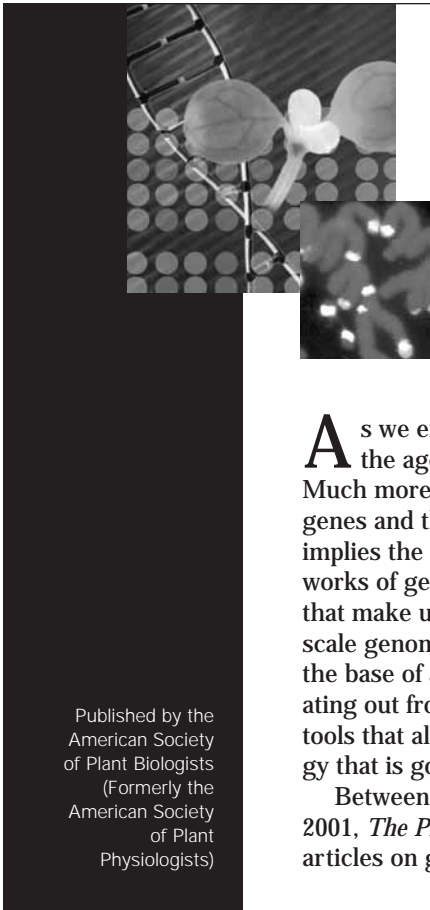 Published by the
American Society
of Plant Biologists
(Formerly the
American Society
of Plant
Physiologists)
As we e
the age
Much more
genes and t
implies the
works of ge
that make u
scale genom
the base of
ating out fro
tools that al
gy that is go
Between
2001, The P
articles on g